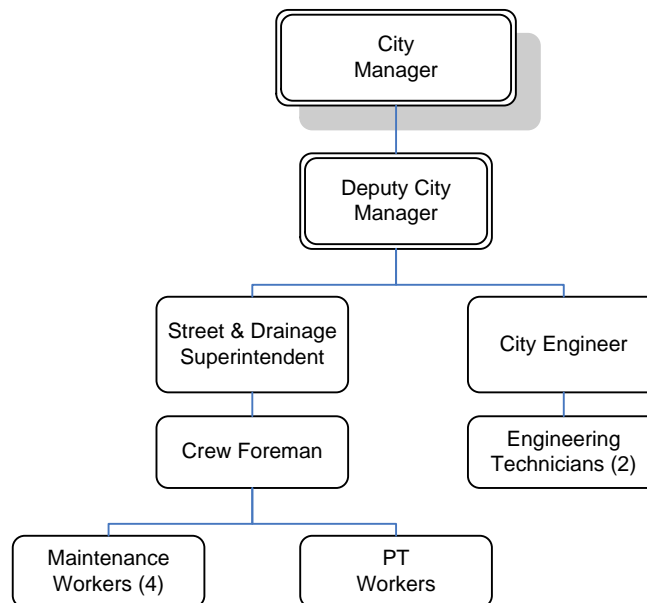 City
Manager
Deputy City
Manager
Street & Drainage
Superintendent
City Engineer
Crew Foreman
Engineering
Technicians (2)
Maintenance
Workers (4)
PT
Workers